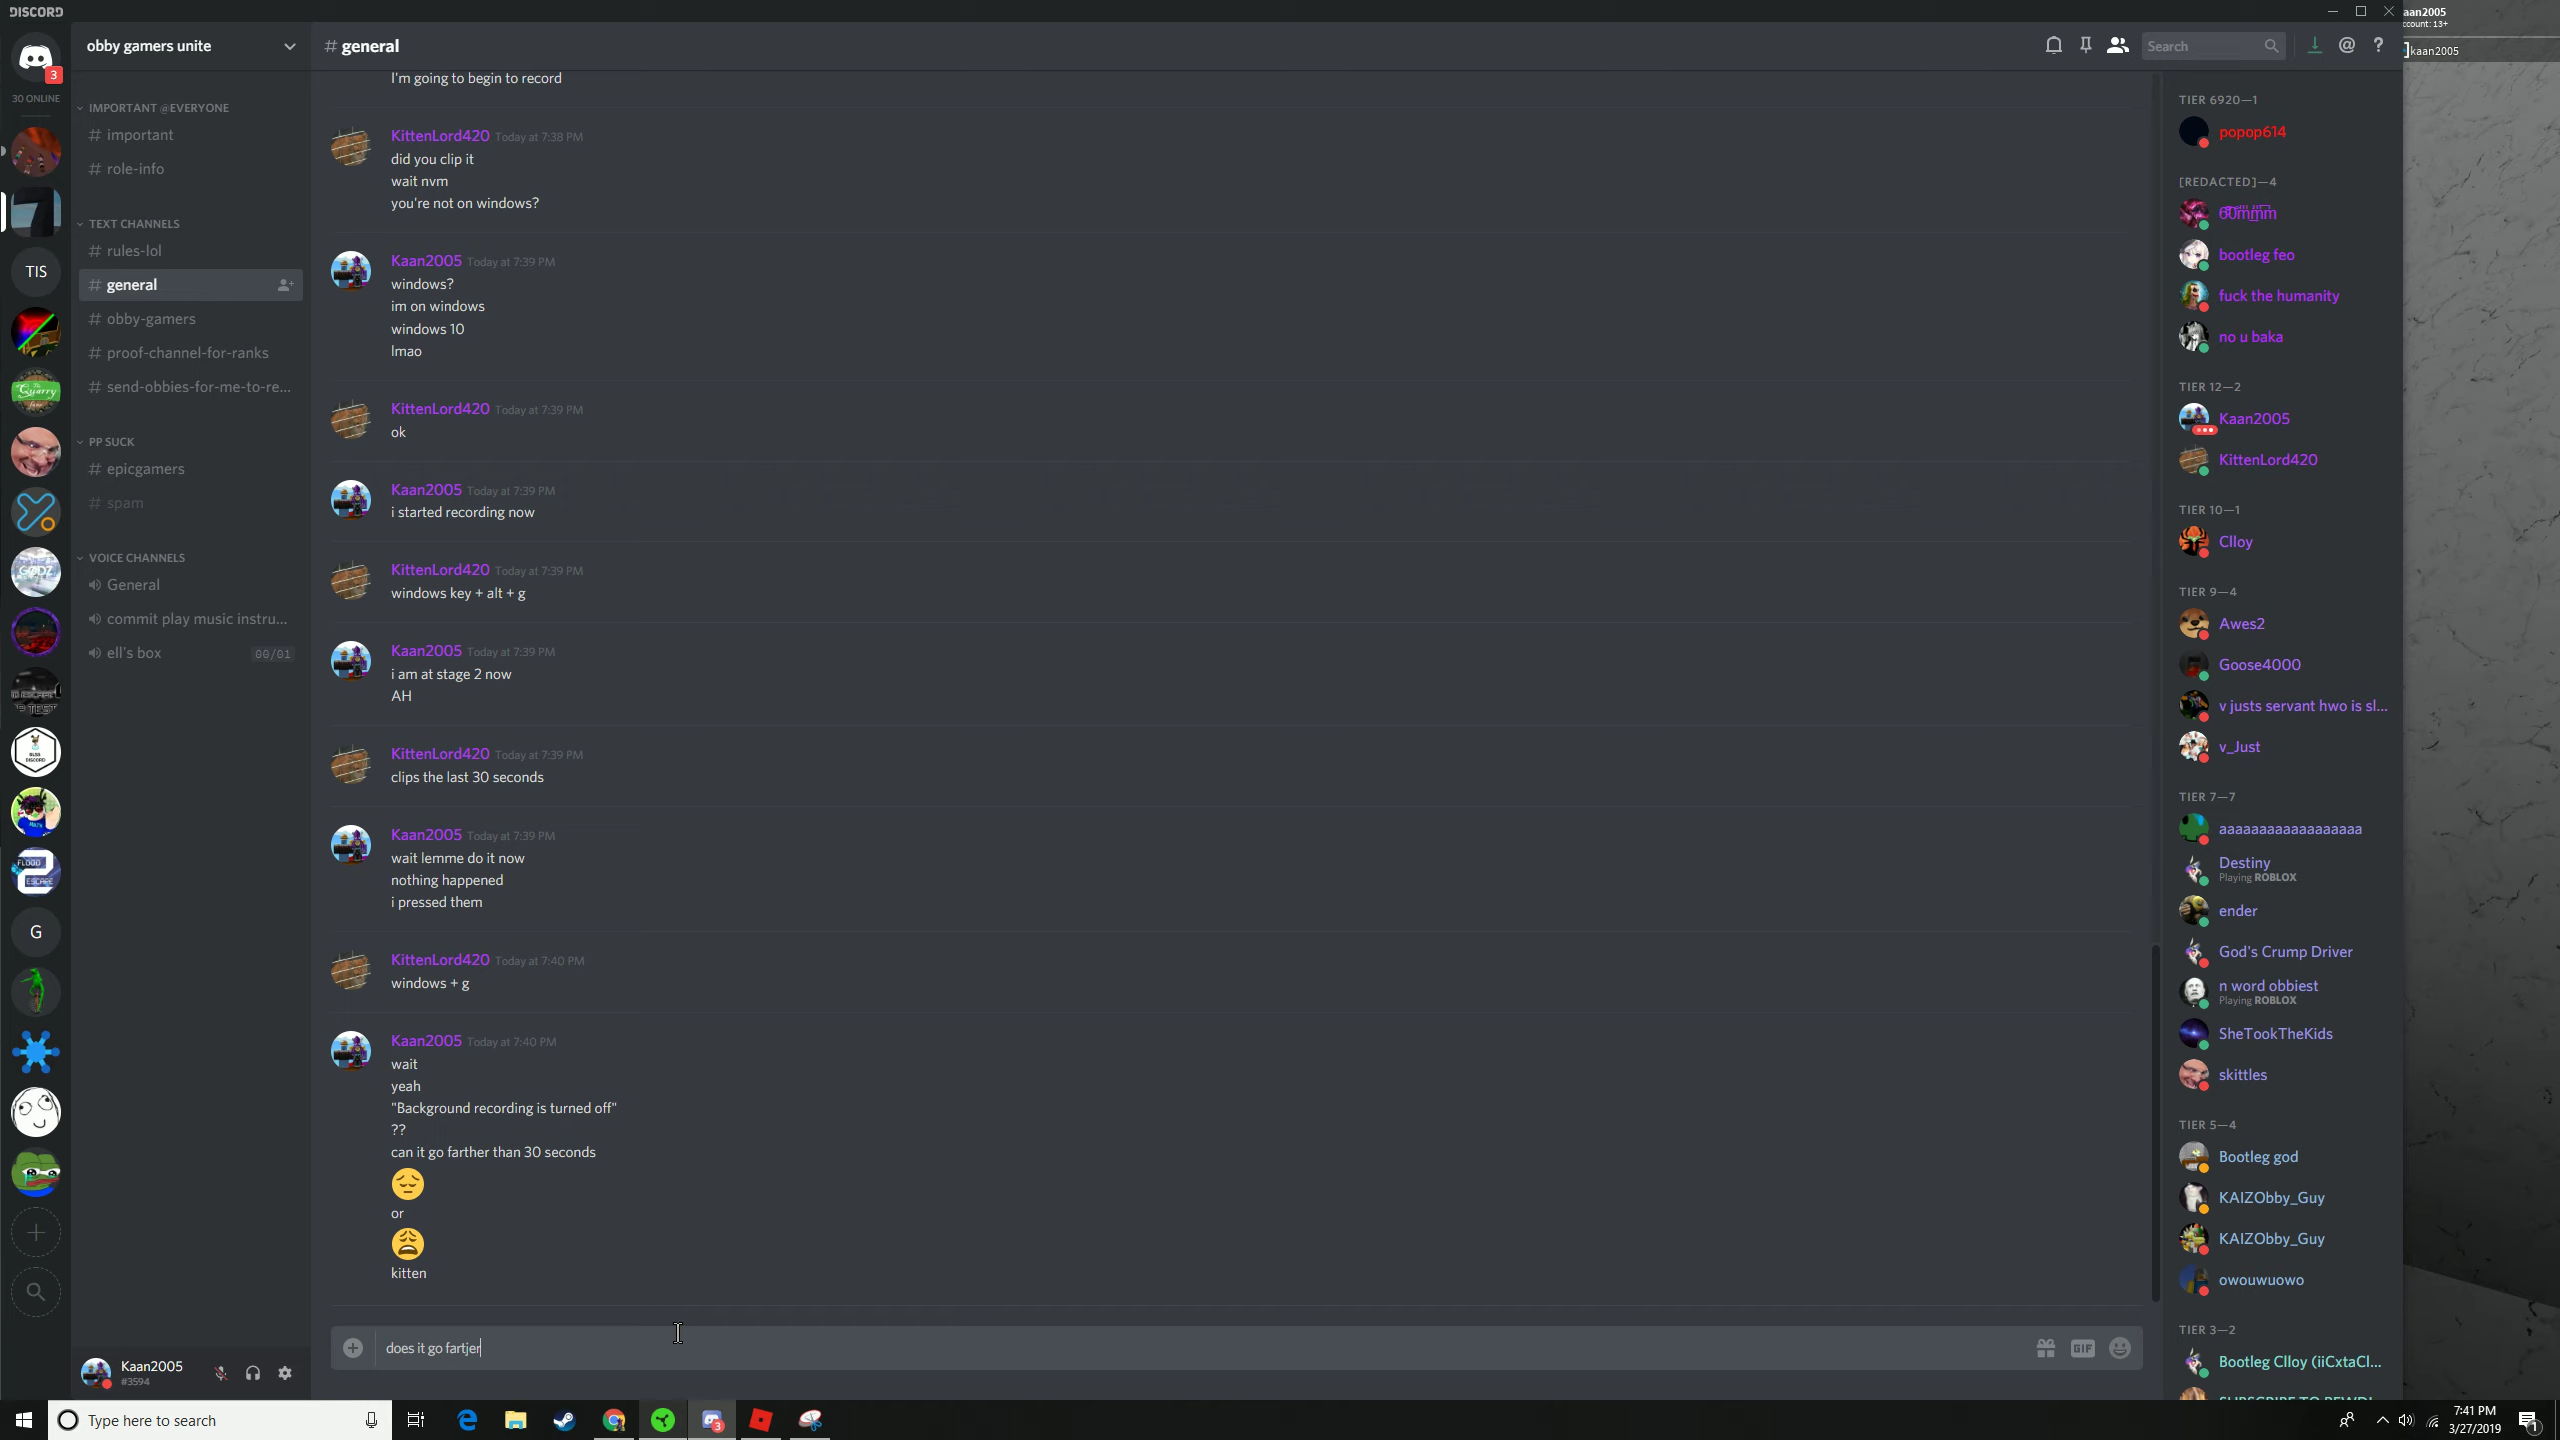 DISCORD
3
30 ONLINE
TIS
G
obby gamers unite
IMPORTANT @EVERYONE
# important
# role-info
TEXT CHANNELS
# rules-lol
# general
# obby-gamers
# proof-channel-for-ranks
# send-obbies-for-me-to-re...
PP SUCK
# epicgamers
# spam
VOICE CHANNELS
General
commit play music instru...
ell's box 00/01
Kaan2005
#3594
# general
Search
I'm going to begin to record
KittenLord420 Today at 7:38 PM
did you clip it
wait nvm
you're not on windows?
Kaan2005 Today at 7:39 PM
windows?
im on windows
windows 10
lmao
KittenLord420 Today at 7:39 PM
ok
Kaan2005 Today at 7:39 PM
i started recording now
KittenLord420 Today at 7:39 PM
windows key + alt + g
Kaan2005 Today at 7:39 PM
i am at stage 2 now
AH
KittenLord420 Today at 7:39 PM
clips the last 30 seconds
Kaan2005 Today at 7:39 PM
wait lemme do it now
nothing happened
i pressed them
KittenLord420 Today at 7:40 PM
windows + g
Kaan2005 Today at 7:40 PM
wait
yeah
"Background recording is turned off"
??
can it go farther than 30 seconds
or
kitten
does it go fartjer
GIF
TIER 6920—1
popop614
[REDACTED]—4
bootleg feo
fuck the humanity
no u baka
TIER 12—2
Kaan2005
KittenLord420
TIER 10—1
Clloy
TIER 9—4
Awes2
Goose4000
v justs servant hwo is sl...
v_Just
TIER 7—7
aaaaaaaaaaaaaaaaaa
Destiny
Playing ROBLOX
ender
God's Crump Driver
n word obbiest
Playing ROBLOX
SheTookTheKids
skittles
TIER 5—4
Bootleg god
KAIZObby_Guy
KAIZObby_Guy
owouwuowo
TIER 3—2
Bootleg Clloy (iiCxtaCl...
aan2005
ccount: 13+
kaan2005
Type here to search
3
7:41 PM
3/27/2019
1